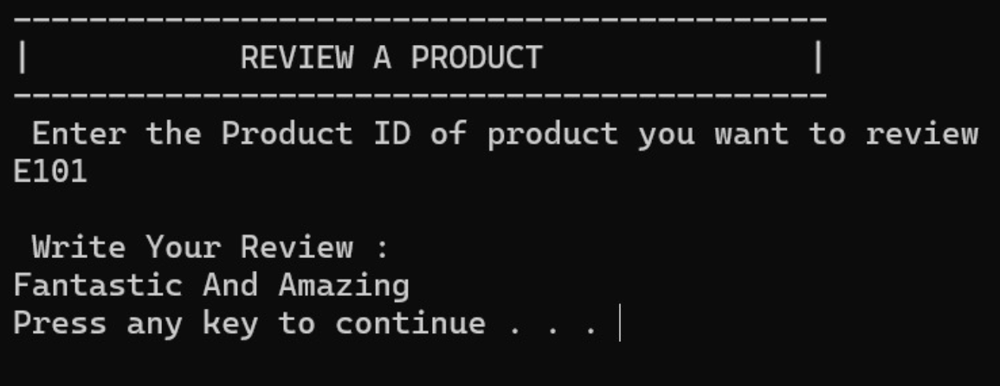 -------------------------------------------
|           REVIEW A PRODUCT              |
-------------------------------------------
 Enter the Product ID of product you want to review
E101

 Write Your Review :
Fantastic And Amazing
Press any key to continue . . .